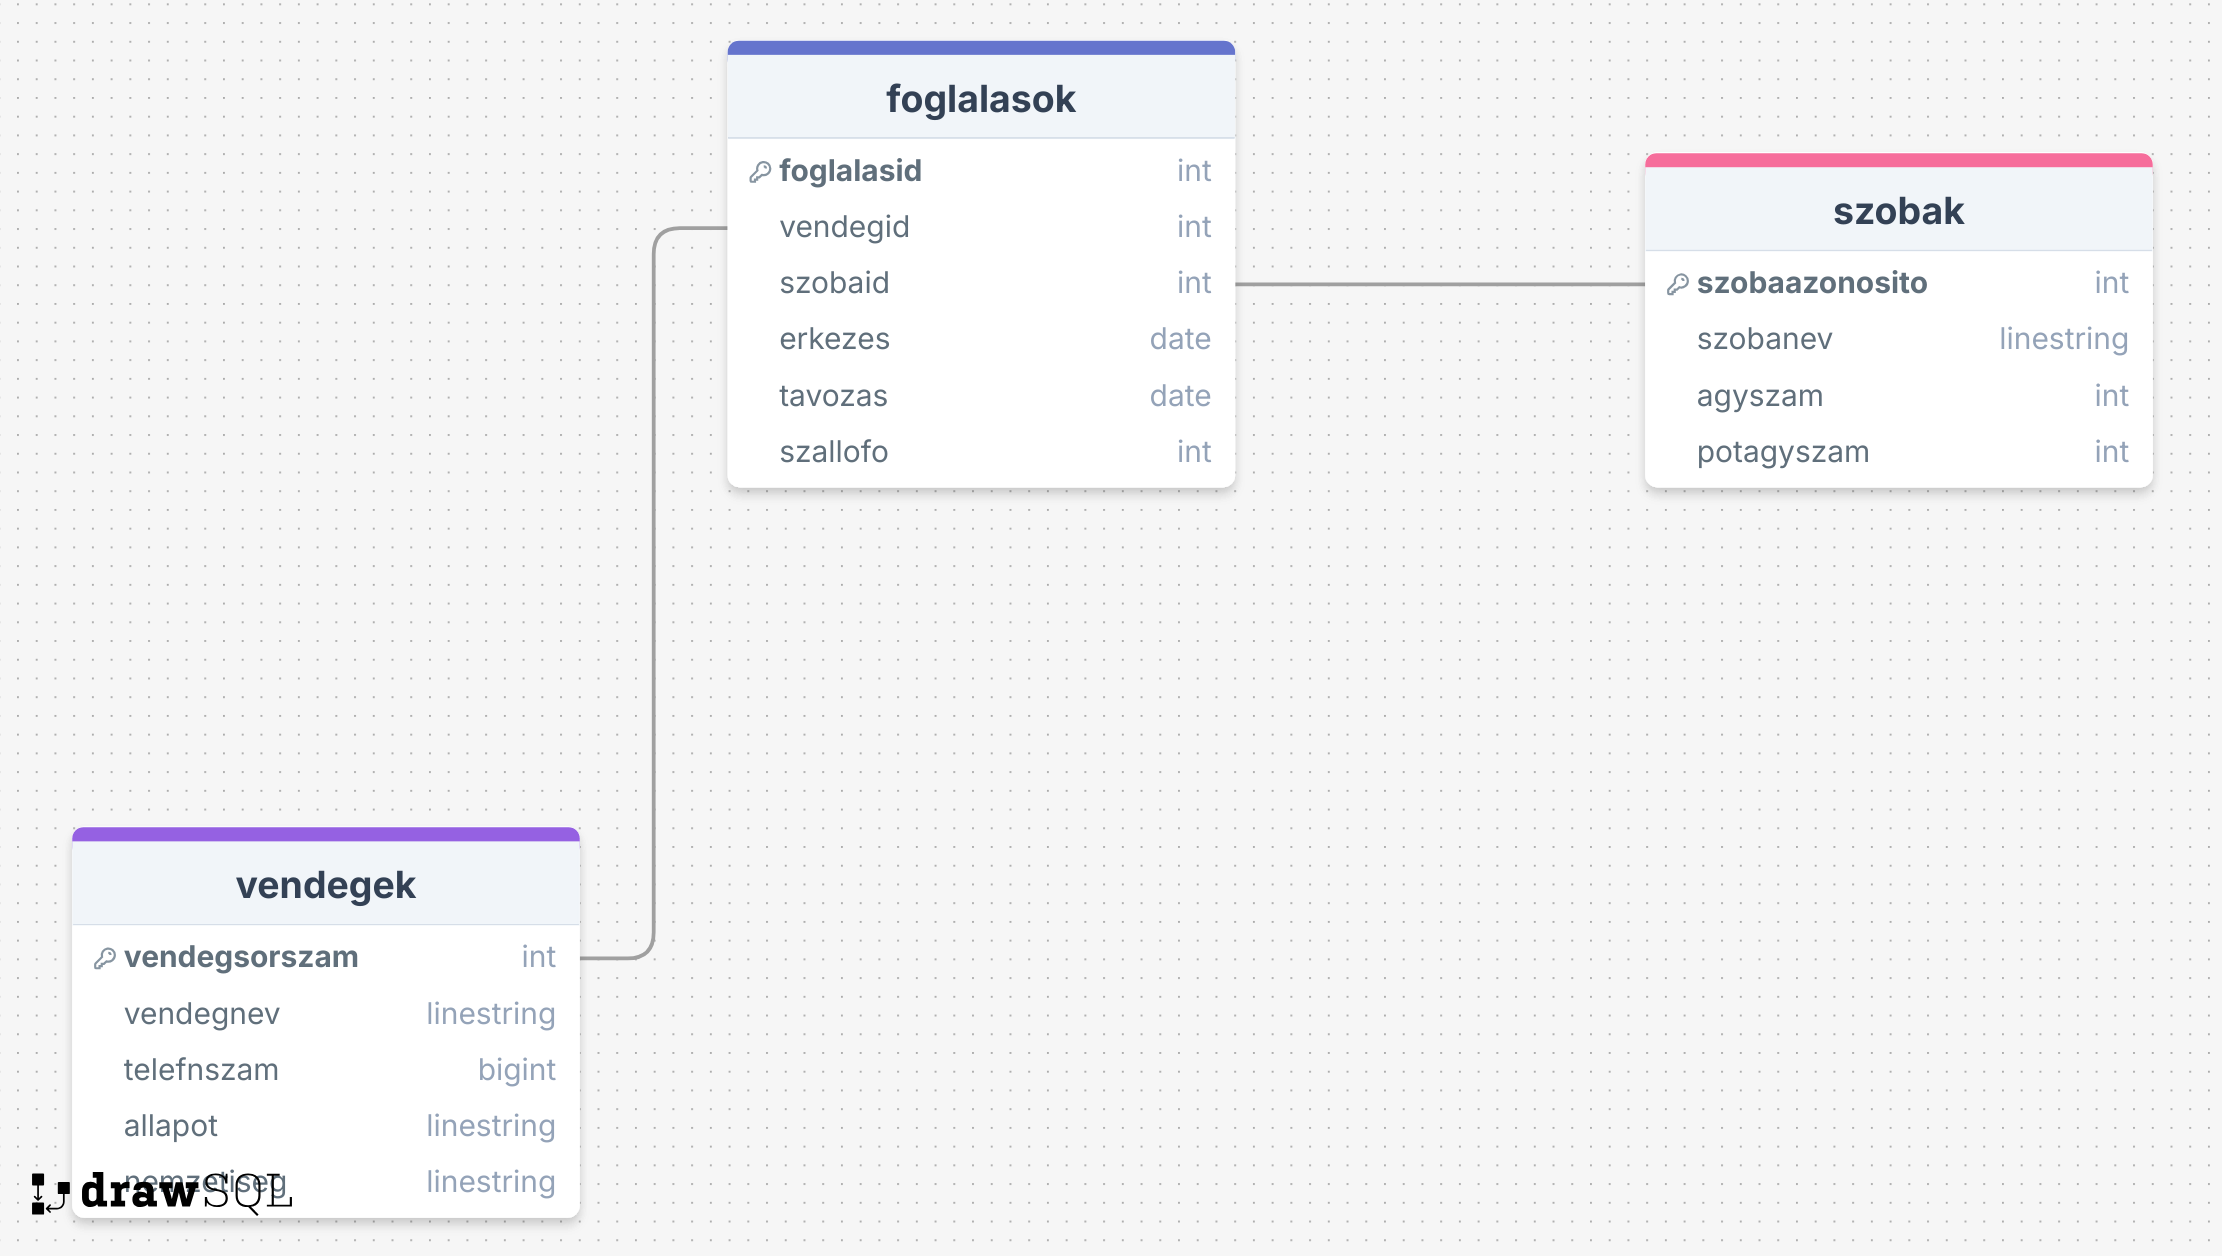 foglalasok
foglalasid int
vendegid int
szobaid int
erkezes date
tavozas date
szallofo int
szobak
szobaazonosito int
szobanev linestring
agyszam int
potagyszam int
vendegek
vendegsorszam int
vendegnev linestring
telefnszam bigint
allapot linestring
nemzetiseg linestring
drawSQL